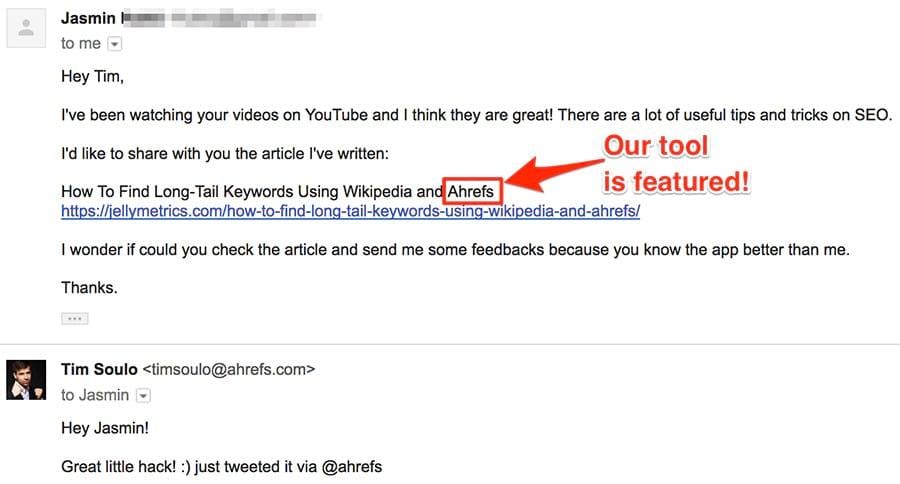 Jasmin
to me
Hey Tim,
I've been watching your videos on YouTube and I think they are great! There are a lot of useful tips and tricks on SEO.
I'd like to share with you the article I've written:
Our tool
is featured!
How To Find Long-Tail Keywords Using Wikipedia and Ahrefs
https://jellymetrics.com/how-to-find-long-tail-keywords-using-wikipedia-and-ahrefs/
I wonder if could you check the article and send me some feedbacks because you know the app better than me.
Thanks.
Tim Soulo <timsoulo@ahrefs.com>
to Jasmin
Hey Jasmin!
Great little hack! :) just tweeted it via @ahrefs